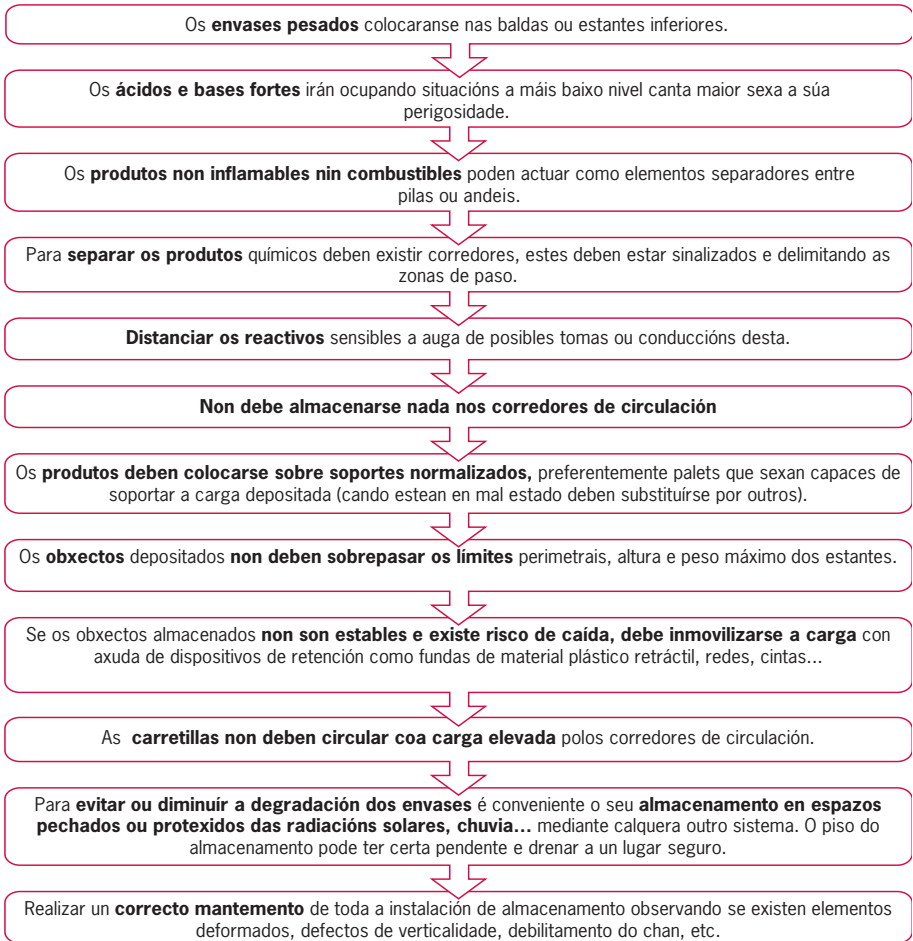 Os envases pesados colocaranse nas baldas ou estantes inferiores.
Os ácidos e bases fortes irán ocupando situacións a máis baixo nivel canta maior sexa a súa
perigosidade.
Os produtos non inflamables nin combustibles poden actuar como elementos separadores entre
pilas ou andeis.
Para separar os produtos químicos deben existir corredores, estes deben estar sinalizados e delimitando as
zonas de paso.
Distanciar os reactivos sensibles a auga de posibles tomas ou conduccións desta.
Non debe almacenarse nada nos corredores de circulación
Os produtos deben colocarse sobre soportes normalizados, preferentemente palets que sexan capaces de
soportar a carga depositada (cando estean en mal estado deben substituírse por outros).
Os obxectos depositados non deben sobrepasar os límites perimetrais, altura e peso máximo dos estantes.
Se os obxectos almacenados non son estables e existe risco de caída, debe inmovilizarse a carga con
axuda de dispositivos de retención como fundas de material plástico retráctil, redes, cintas...
As carretillas non deben circular coa carga elevada polos corredores de circulación.
Para evitar ou diminuír a degradación dos envases é conveniente o seu almacenamento en espazos
pechados ou protexidos das radiacións solares, chuvia... mediante calquera outro sistema. O piso do
almacenamento pode ter certa pendente e drenar a un lugar seguro.
Realizar un correcto mantemento de toda a instalación de almacenamento observando se existen elementos
deformados, defectos de verticalidade, debilitamento do chan, etc.